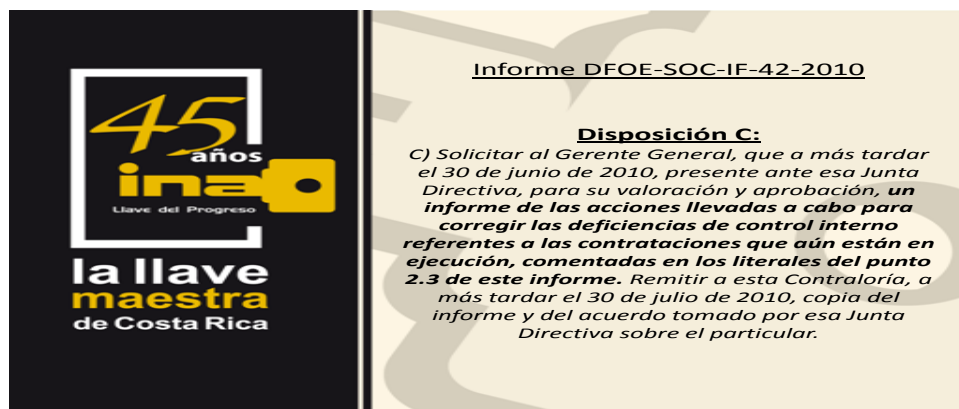 45
años
ina
Llave del Progreso
la llave
maestra
de Costa Rica
Informe DFOE-SOC-IF-42-2010
Disposición C:
C) Solicitar al Gerente General, que a más tardar
el 30 de junio de 2010, presente ante esa Junta
Directiva, para su valoración y aprobación, un
informe de las acciones llevadas a cabo para
corregir las deficiencias de control interno
referentes a las contrataciones que aún están en
ejecución, comentadas en los literales del punto
2.3 de este informe. Remitir a esta Contraloría, a
más tardar el 30 de julio de 2010, copia del
informe y del acuerdo tomado por esa Junta
Directiva sobre el particular.